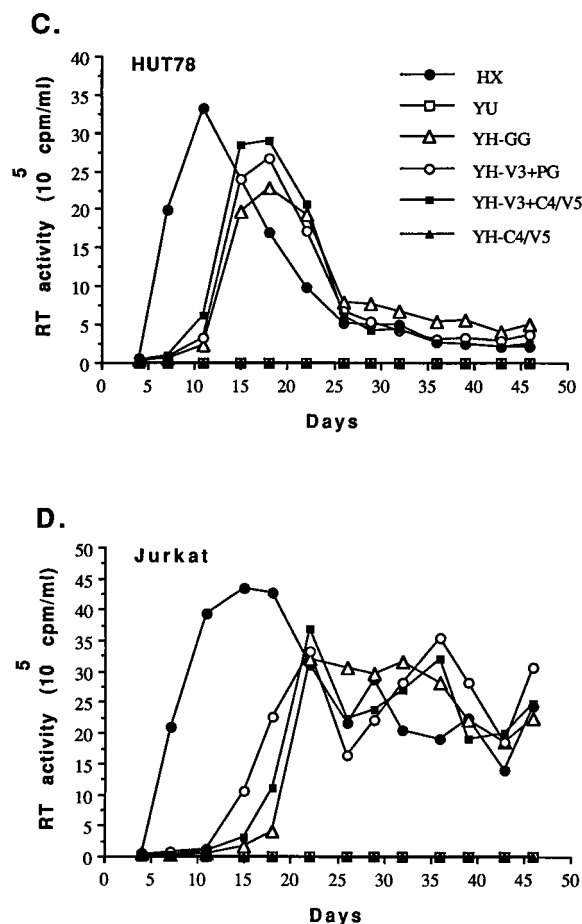 C.
HUT78
HX
YU
YH-GG
YH-V3+PG
YH-V3+C4/V5
YH-C4/V5
RT activity (10 5 cpm/ml)
40
35
30
25
20
15
10
5
0
0 5 10 15 20 25 30 35 40 45 50
Days
D.
Jurkat
RT activity (10 5 cpm/ml)
50
45
40
35
30
25
20
15
10
5
0
0 5 10 15 20 25 30 35 40 45 50
Days